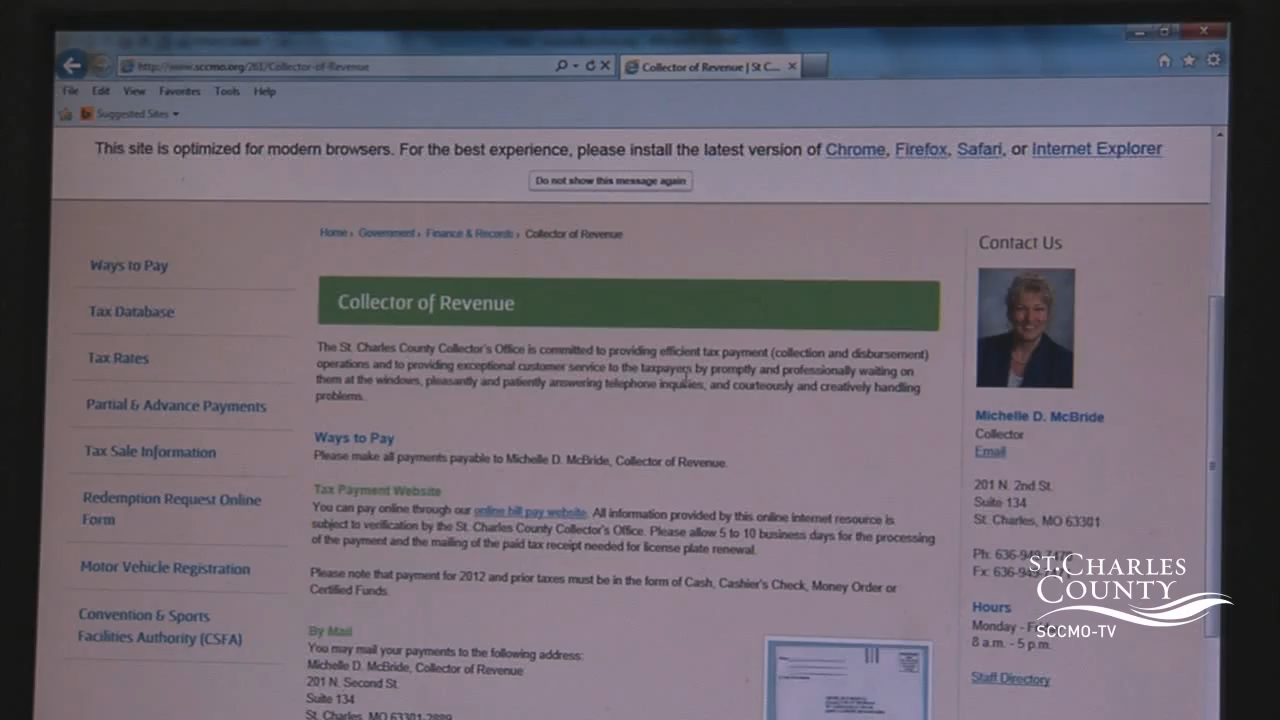 http://www.sccmo.org/261/Collector-of-Revenue
Collector of Revenue | St C...
File Edit View Favorites Tools Help
Suggested Sites
This site is optimized for modern browsers. For the best experience, please install the latest version of Chrome, Firefox, Safari, or Internet Explorer
Do not show this message again
Home › Government › Finance & Records › Collector of Revenue
Ways to Pay
Tax Database
Tax Rates
Partial & Advance Payments
Tax Sale Information
Redemption Request Online
Form
Motor Vehicle Registration
Convention & Sports
Facilities Authority (CSFA)
Collector of Revenue
The St. Charles County Collector's Office is committed to providing efficient tax payment (collection and disbursement)
operations and to providing exceptional customer service to the taxpayers by promptly and professionally waiting on
them at the windows, pleasantly and patiently answering telephone inquiries, and courteously and creatively handling
problems.
Ways to Pay
Please make all payments payable to Michelle D. McBride, Collector of Revenue.
Tax Payment Website
You can pay online through our online bill pay website. All information provided by this online internet resource is
subject to verification by the St. Charles County Collector's Office. Please allow 5 to 10 business days for the processing
of the payment and the mailing of the paid tax receipt needed for license plate renewal.
Please note that payment for 2012 and prior taxes must be in the form of Cash, Cashier's Check, Money Order or
Certified Funds.
By Mail
You may mail your payments to the following address:
Michelle D. McBride, Collector of Revenue
201 N. Second St.
Suite 134
St. Charles, MO 63301-2889
Contact Us
Michelle D. McBride
Collector
Email
201 N. 2nd St.
Suite 134
St. Charles, MO 63301
Ph: 
Fx: 
Hours
Monday - 
8 a.m. - 5 p.m.
Staff Directory
ST. CHARLES
COUNTY
SCCMO-TV